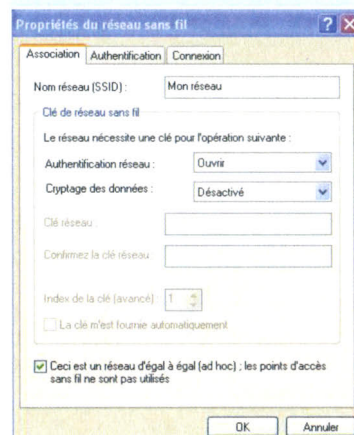 Propriétés du réseau sans fil
Association Authentification Connexion
Nom réseau (SSID) : Mon réseau
Clé de réseau sans fil
Le réseau nécessite une clé pour l'opération suivante :
Authentification réseau : Ouvrir
Cryptage des données : Désactivé
Clé réseau :
Confirmez la clé réseau :
Index de la clé (avancé) : 1
La clé m'est fournie automatiquement
Ceci est un réseau d'égal à égal (ad hoc) ; les points d'accès
sans fil ne sont pas utilisés
OK Annuler